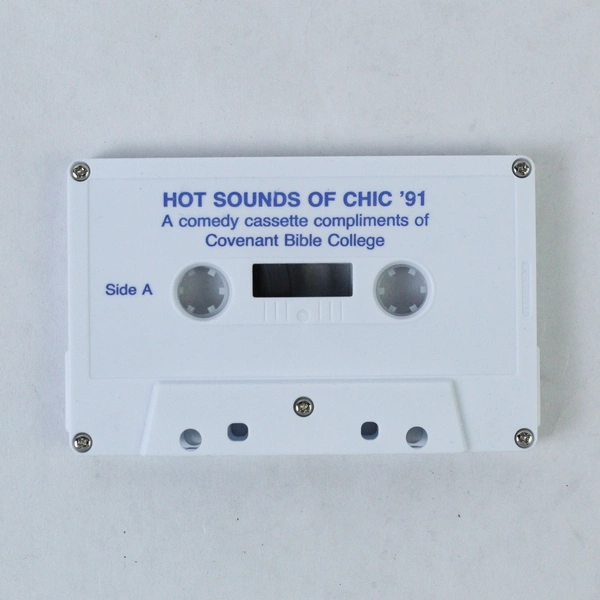 HOT SOUNDS OF CHIC '91
A comedy cassette compliments of
Covenant Bible College
Side A